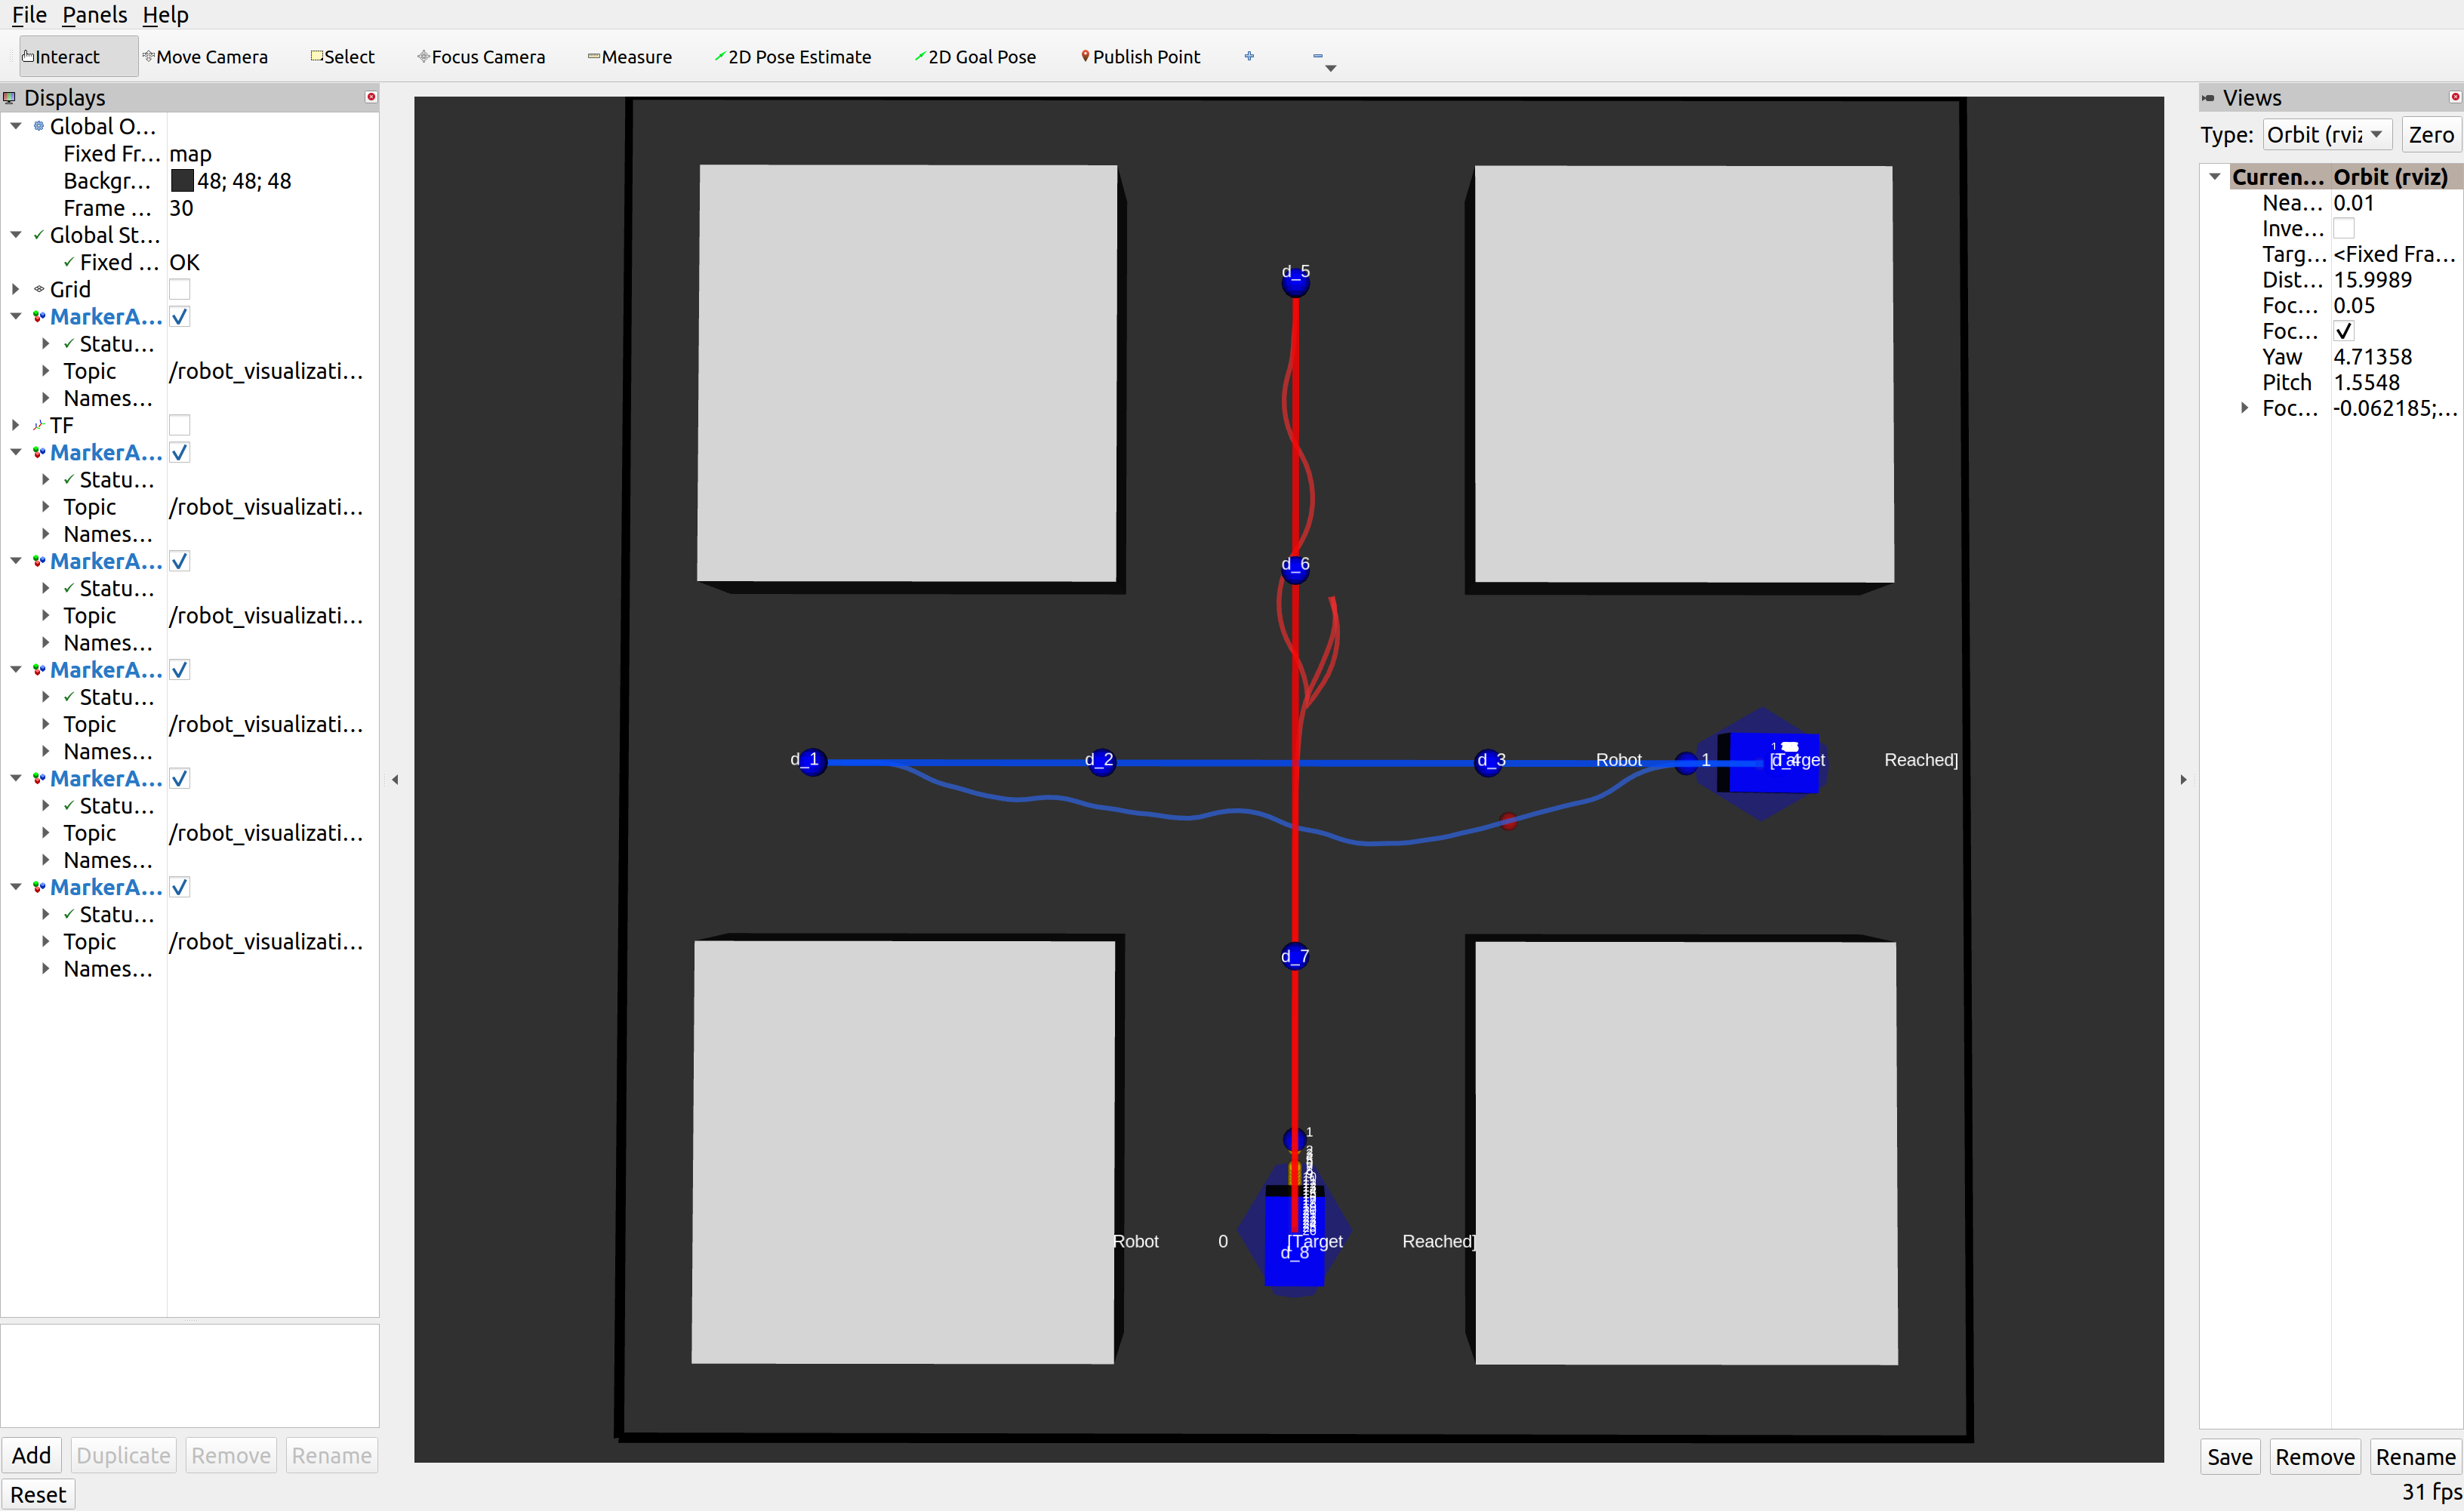 File Panels Help
Interact Move Camera Select Focus Camera Measure 2D Pose Estimate 2D Goal Pose Publish Point
Displays
Global O...
Fixed Fr... map
Backgr... 48; 48; 48
Frame ... 30
Global St...
Fixed ... OK
Grid
MarkerA...
Statu...
Topic /robot_visualizati...
Names...
TF
MarkerA...
Statu...
Topic /robot_visualizati...
Names...
MarkerA...
Statu...
Topic /robot_visualizati...
Names...
MarkerA...
Statu...
Topic /robot_visualizati...
Names...
MarkerA...
Statu...
Topic /robot_visualizati...
Names...
MarkerA...
Statu...
Topic /robot_visualizati...
Names...
Add Duplicate Remove Rename
Reset
d_5
d_6
d_1 d_2 d_3 Robot 1 [Target Reached]
d_4
d_7
1
Robot 0 [Target Reached]
d_8
Views
Type: Orbit (rviz Zero
Curren... Orbit (rviz)
Nea... 0.01
Inve...
Targ... <Fixed Fra...
Dist... 15.9989
Foc... 0.05
Foc...
Yaw 4.71358
Pitch 1.5548
Foc... -0.062185;...
Save Remove Rename
31 fps